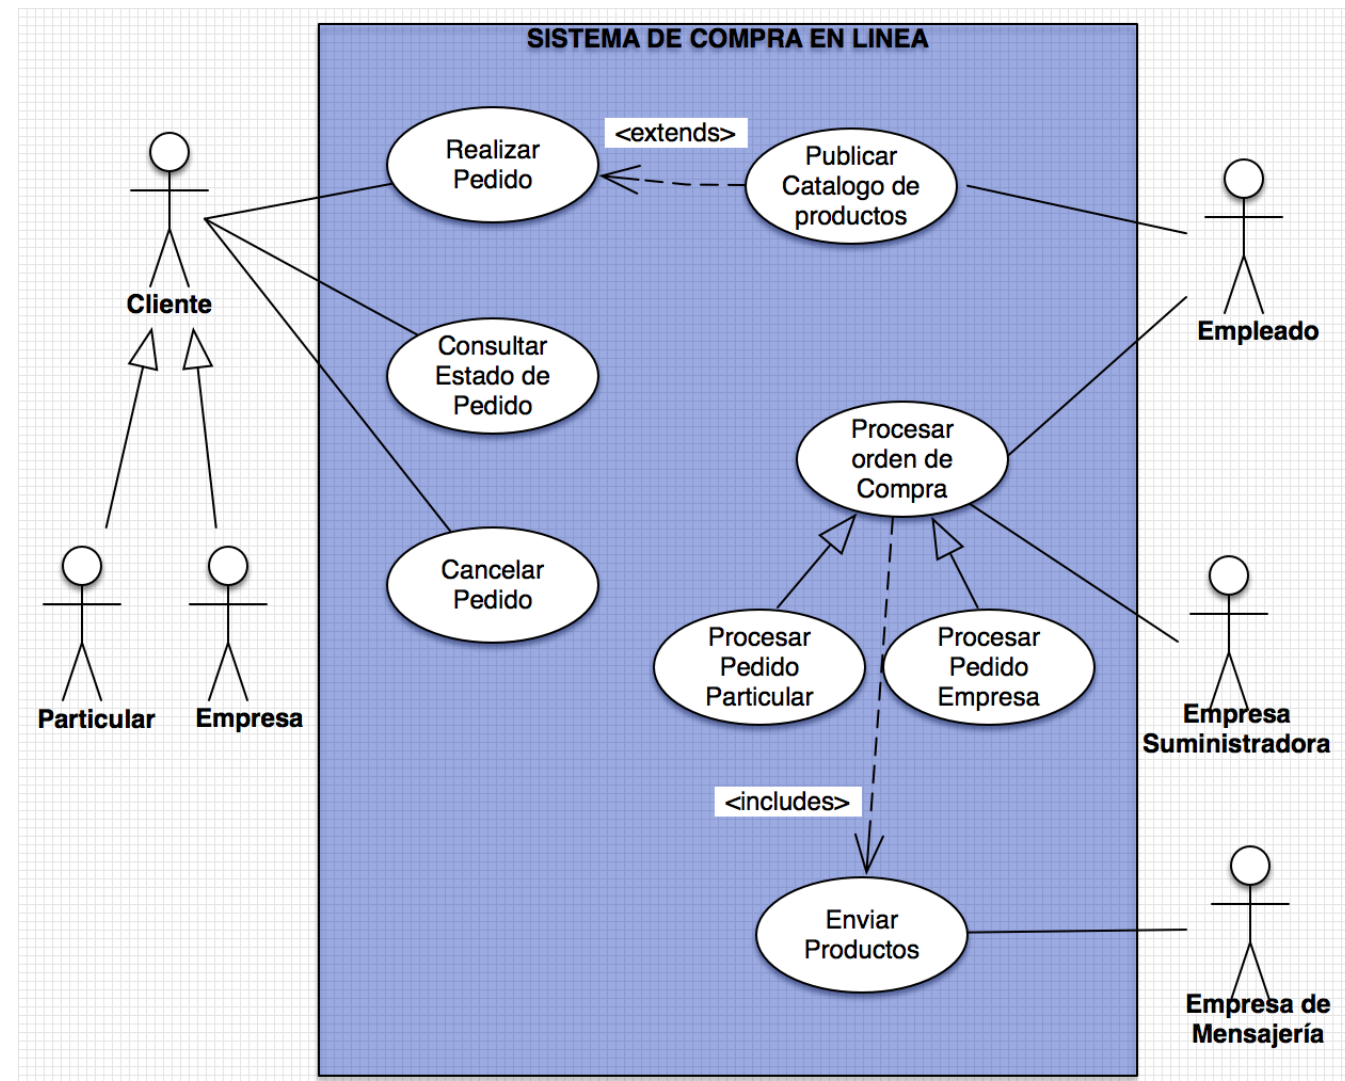 SISTEMA DE COMPRA EN LINEA
Realizar
Pedido
<extends>
Publicar
Catalogo de
productos
Cliente
Empleado
Consultar
Estado de
Pedido
Procesar
orden de
Compra
Cancelar
Pedido
Procesar
Pedido
Particular
Procesar
Pedido
Empresa
Particular
Empresa
Empresa
Suministradora
<includes>
Enviar
Productos
Empresa de
Mensajería